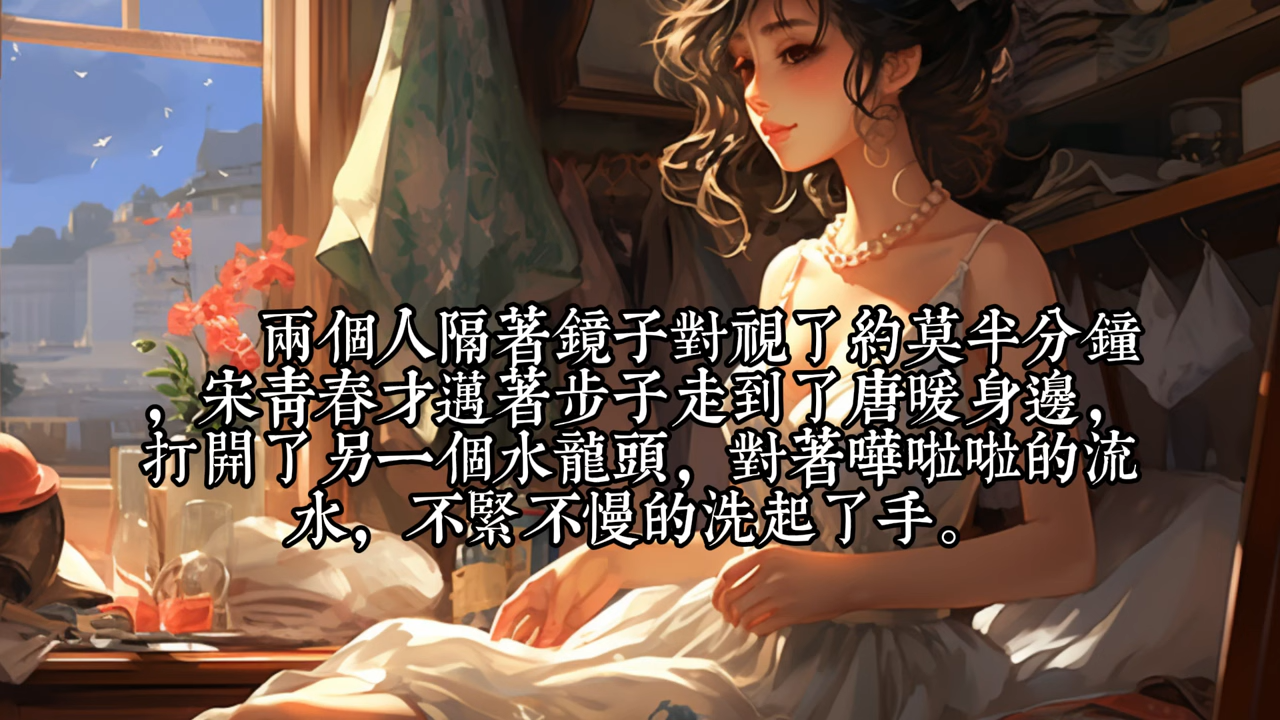 兩個人隔著鏡子對視了約莫半分鐘
，宋青春才邁著步子走到了唐暖身邊，
打開了另一個水龍頭，對著嘩啦啦的流
水，不緊不慢的洗起了手。